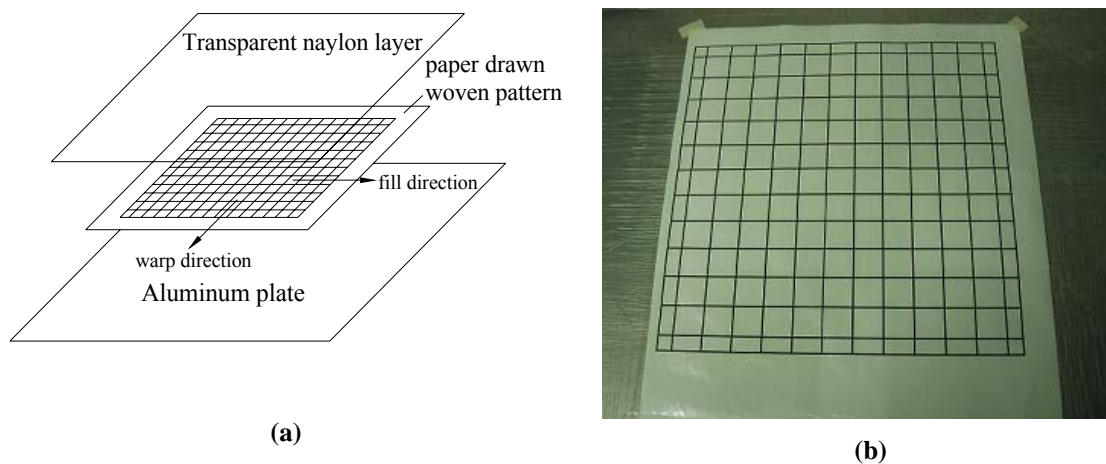 Transparent naylon layer
paper drawn
woven pattern
fill direction
warp direction
Aluminum plate
(a)
(b)